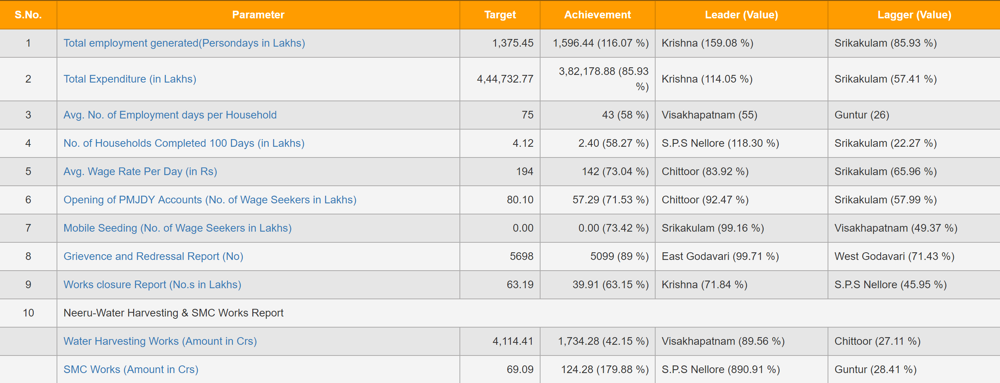 S.No. Parameter Target Achievement Leader (Value) Lagger (Value)
1 Total employment generated(Persondays in Lakhs) 1,375.45 1,596.44 (116.07 %) Krishna (159.08 %) Srikakulam (85.93 %)
2 Total Expenditure (in Lakhs) 4,44,732.77 3,82,178.88 (85.93 %) Krishna (114.05 %) Srikakulam (57.41 %)
3 Avg. No. of Employment days per Household 75 43 (58 %) Visakhapatnam (55) Guntur (26)
4 No. of Households Completed 100 Days (in Lakhs) 4.12 2.40 (58.27 %) S.P.S Nellore (118.30 %) Srikakulam (22.27 %)
5 Avg. Wage Rate Per Day (in Rs) 194 142 (73.04 %) Chittoor (83.92 %) Srikakulam (65.96 %)
6 Opening of PMJDY Accounts (No. of Wage Seekers in Lakhs) 80.10 57.29 (71.53 %) Chittoor (92.47 %) Srikakulam (57.99 %)
7 Mobile Seeding (No. of Wage Seekers in Lakhs) 0.00 0.00 (73.42 %) Srikakulam (99.16 %) Visakhapatnam (49.37 %)
8 Grievence and Redressal Report (No) 5698 5099 (89 %) East Godavari (99.71 %) West Godavari (71.43 %)
9 Works closure Report (No.s in Lakhs) 63.19 39.91 (63.15 %) Krishna (71.84 %) S.P.S Nellore (45.95 %)
10 Neeru-Water Harvesting & SMC Works Report
Water Harvesting Works (Amount in Crs) 4,114.41 1,734.28 (42.15 %) Visakhapatnam (89.56 %) Chittoor (27.11 %)
SMC Works (Amount in Crs) 69.09 124.28 (179.88 %) S.P.S Nellore (890.91 %) Guntur (28.41 %)